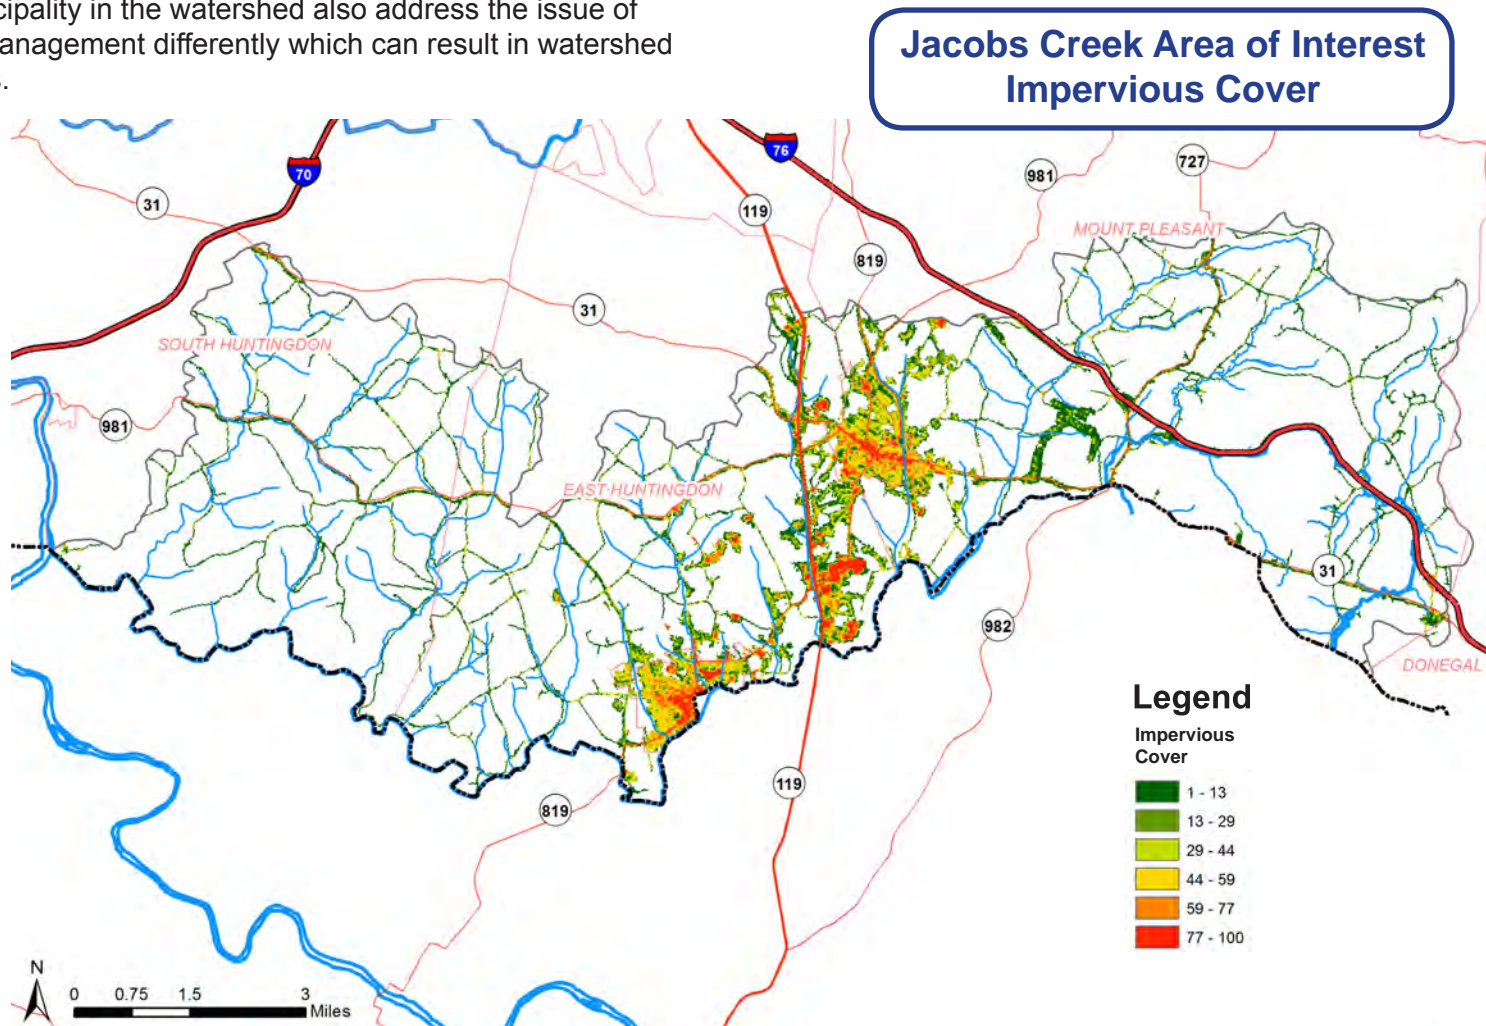 cipality in the watershed also address the issue of
anagement differently which can result in watershed
s.
Jacobs Creek Area of Interest
Impervious Cover
70
76
31
119
981
727
MOUNT PLEASANT
819
31
SOUTH HUNTINGDON
981
EAST HUNTINGDON
31
982
DONEGAL
119
819
Legend
Impervious
Cover
1 - 13
13 - 29
29 - 44
44 - 59
59 - 77
77 - 100
N
0 0.75 1.5 3
Miles